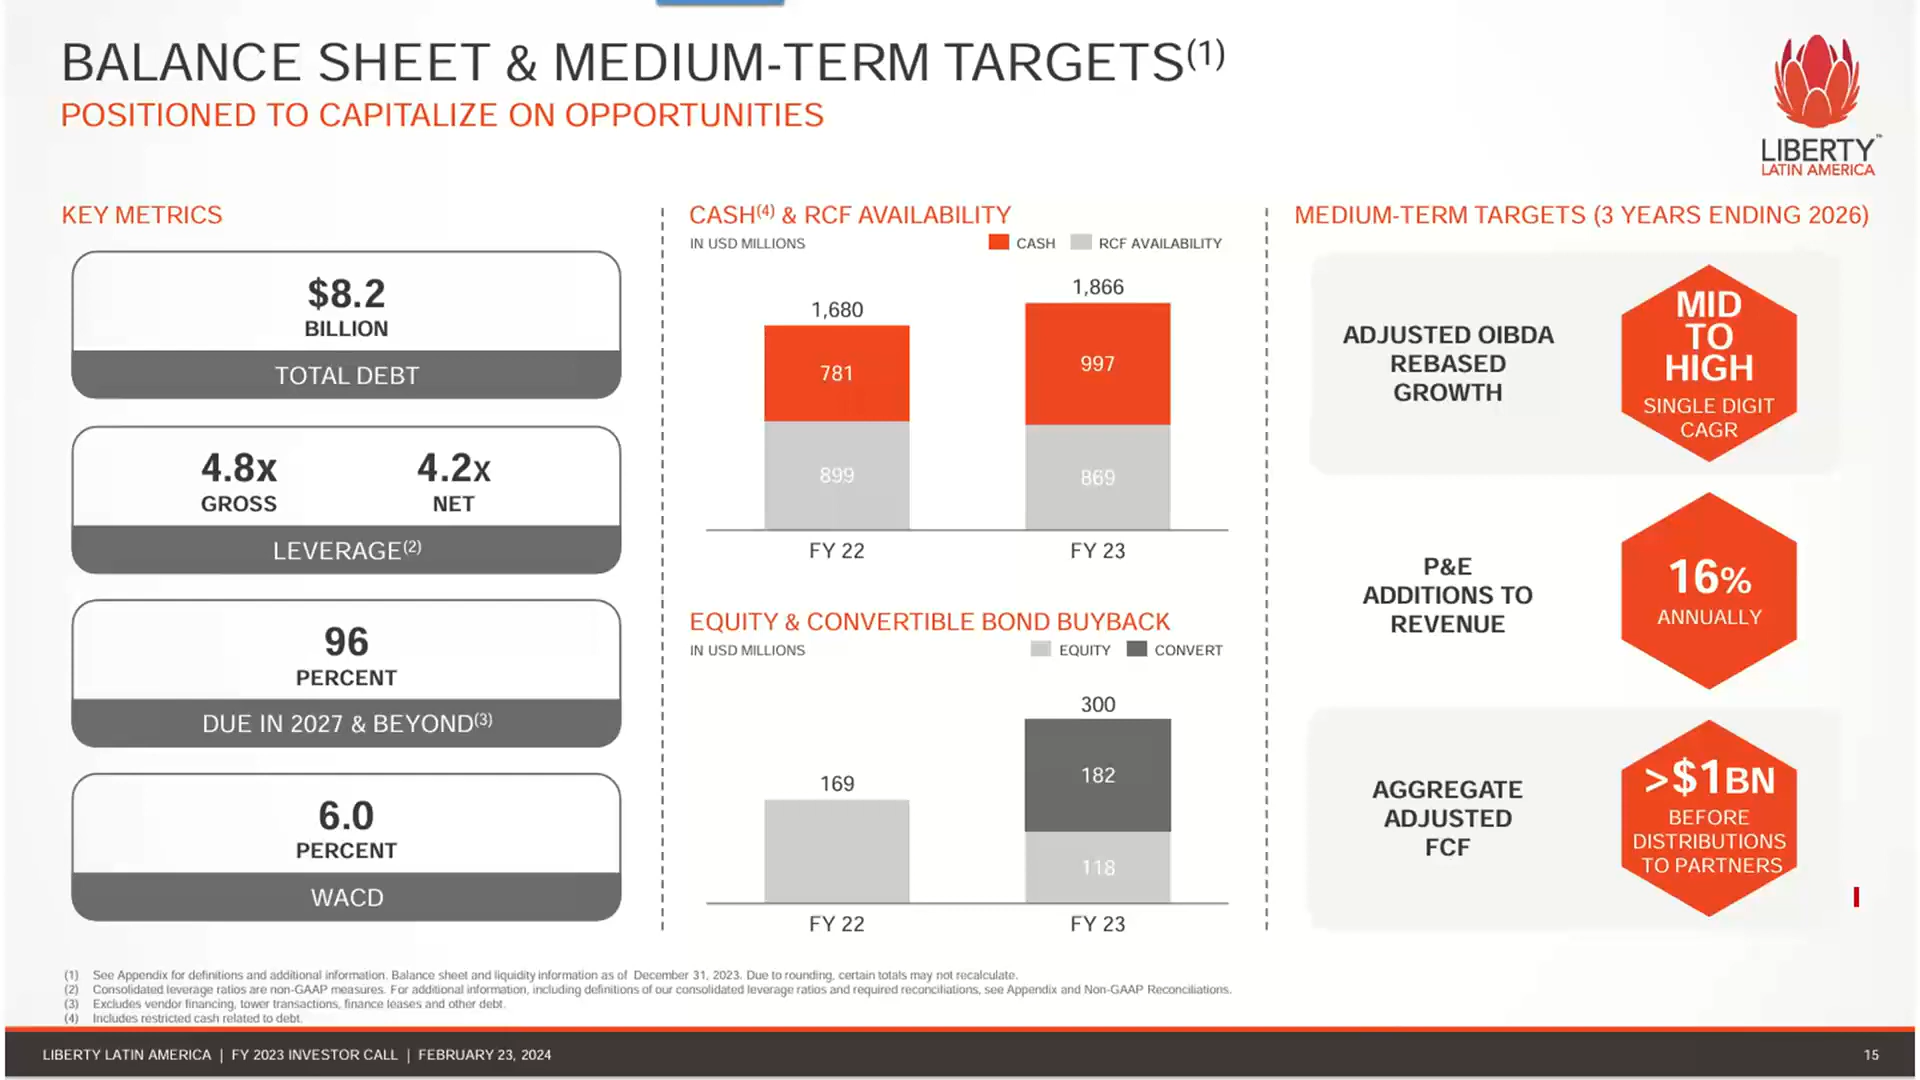 BALANCE SHEET & MEDIUM-TERM TARGETS(1)
POSITIONED TO CAPITALIZE ON OPPORTUNITIES
LIBERTY™
LATIN AMERICA
KEY METRICS
$8.2
BILLION
TOTAL DEBT
4.8x 4.2x
GROSS NET
LEVERAGE(2)
96
PERCENT
DUE IN 2027 & BEYOND(3)
6.0
PERCENT
WACD
CASH(4) & RCF AVAILABILITY
IN USD MILLIONS
CASH RCF AVAILABILITY
1,680
781
899
1,866
997
869
FY 22 FY 23
EQUITY & CONVERTIBLE BOND BUYBACK
IN USD MILLIONS
EQUITY CONVERT
169
300
182
118
FY 22 FY 23
MEDIUM-TERM TARGETS (3 YEARS ENDING 2026)
ADJUSTED OIBDA
REBASED
GROWTH
MID
TO
HIGH
SINGLE DIGIT
CAGR
P&E
ADDITIONS TO
REVENUE
16%
ANNUALLY
AGGREGATE
ADJUSTED
FCF
>$1BN
BEFORE
DISTRIBUTIONS
TO PARTNERS
(1) See Appendix for definitions and additional information. Balance sheet and liquidity information as of December 31, 2023. Due to rounding, certain totals may not recalculate.
(2) Consolidated leverage ratios are non-GAAP measures. For additional information, including definitions of our consolidated leverage ratios and required reconciliations, see Appendix and Non-GAAP Reconciliations.
(3) Excludes vendor financing, tower transactions, finance leases and other debt.
(4) Includes restricted cash related to debt.
LIBERTY LATIN AMERICA | FY 2023 INVESTOR CALL | FEBRUARY 23, 2024
15